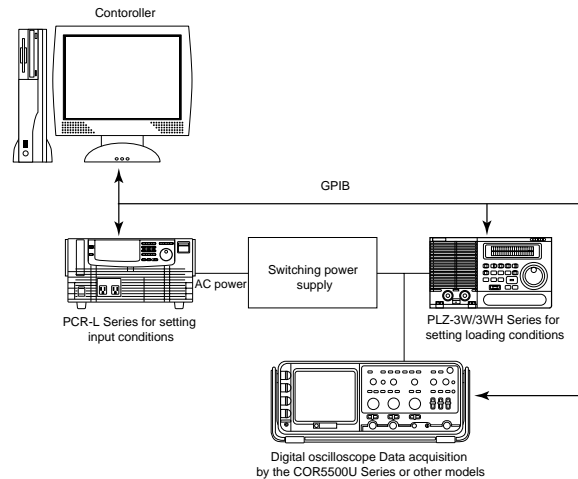 Contoroller
GPIB
AC power
Switching power
supply
PCR-L Series for setting
input conditions
PLZ-3W/3WH Series for
setting loading conditions
Digital oscilloscope Data acquisition
by the COR5500U Series or other models